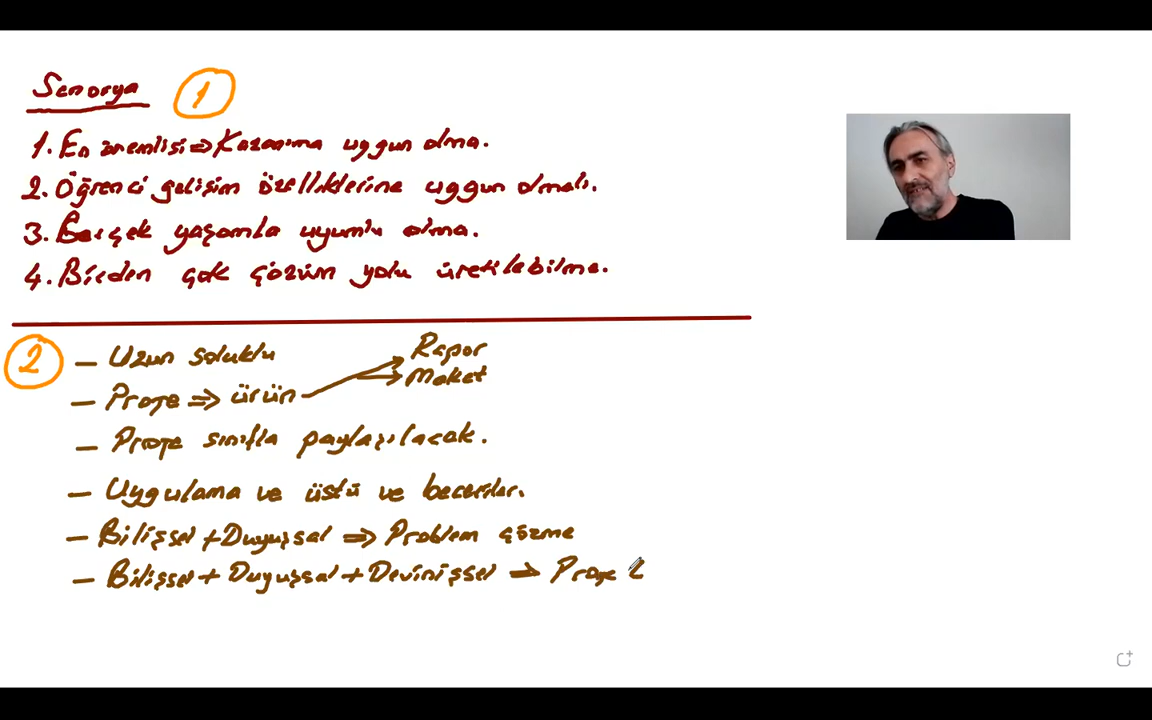 Senorya 1
1. En önemlisi => Kazanıma uygun olma.
2. Öğrenci gelişim özelliklerine uygun olmalı.
3. Gerçek yaşamla uyumlu olma.
4. Birden çok çözüm yolu üretilebilme.
2 — Uzun soluklu
Rapor
Maket
— Proje => ürün
— Proje sınıfla paylaşılacak.
— Uygulama ve üstü ve beceriler.
— Bilişsel + Duyuşsal => Problem çözme
— Bilişsel + Duyuşsal + Devinişsel => Proje